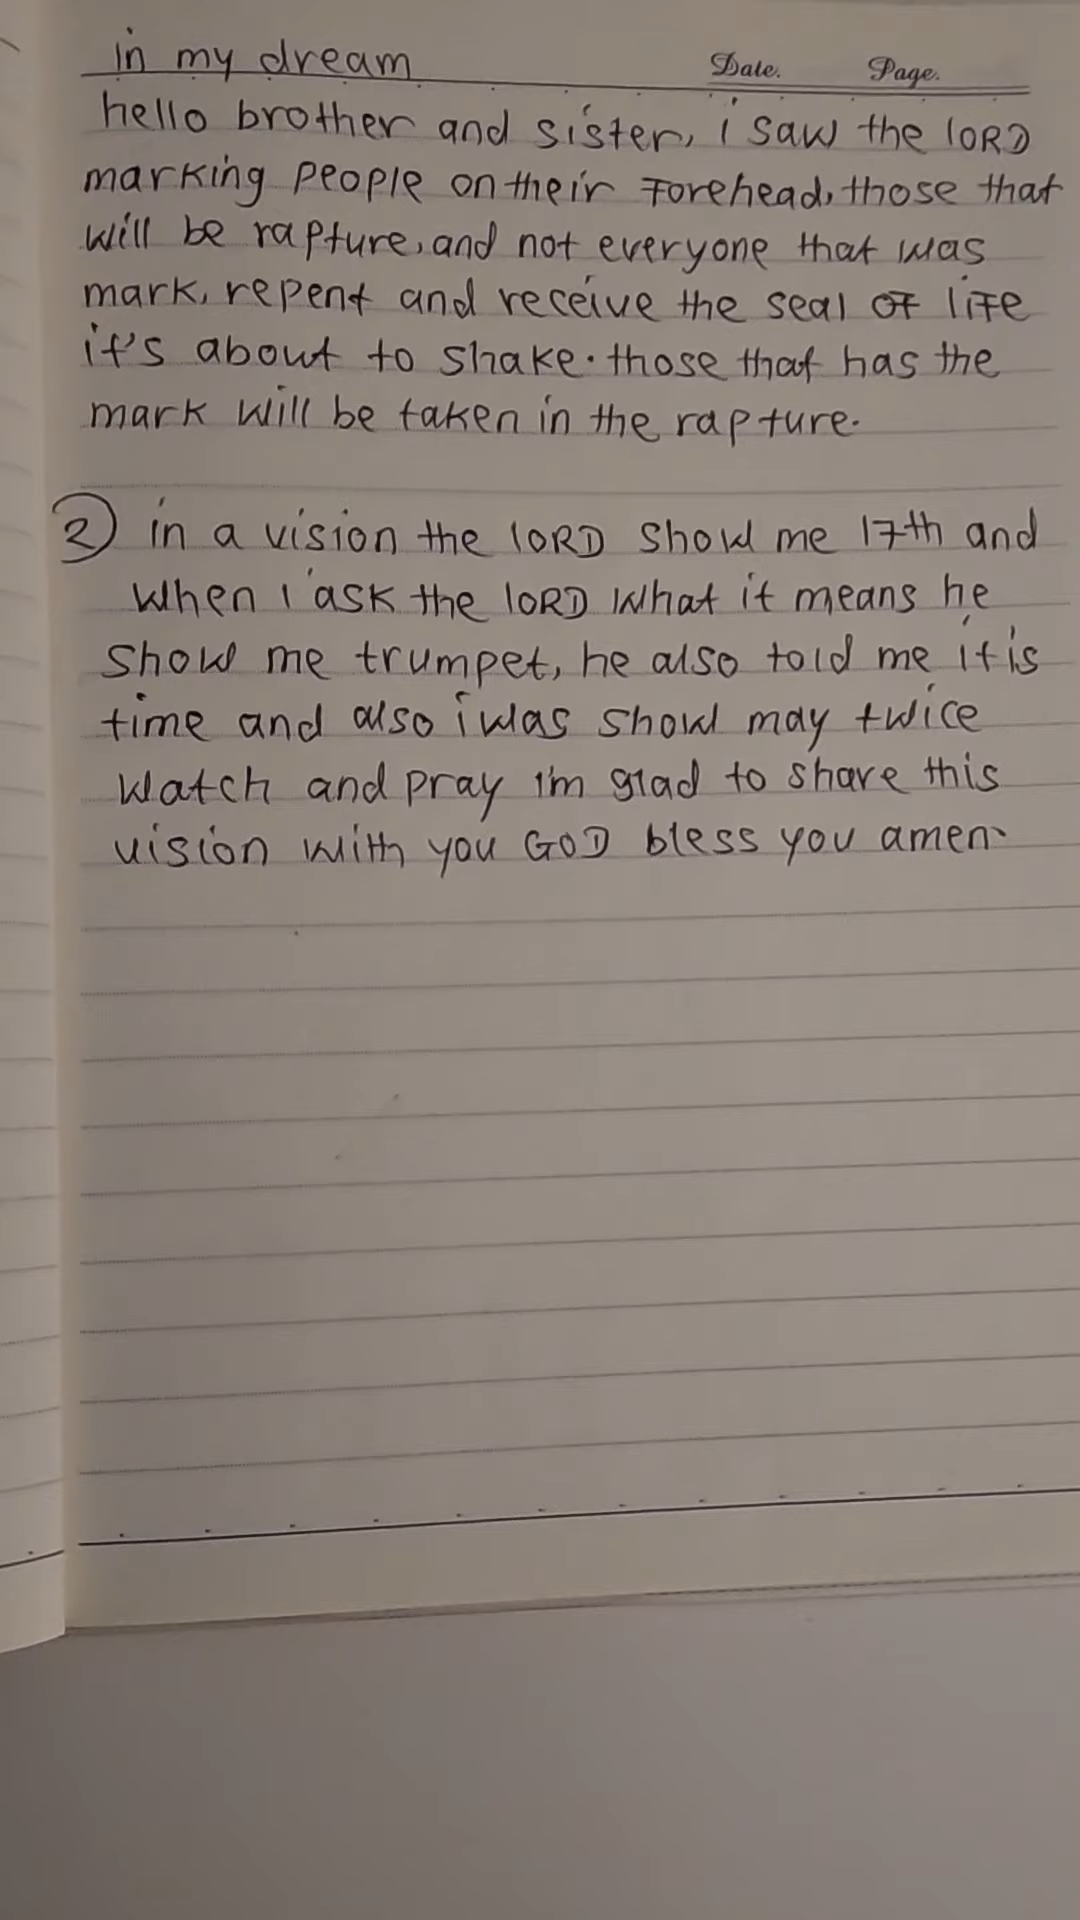 in my dream
Date. Page.
hello brother and sister, i saw the lORD
marking people on their Forehead, those that
will be rapture, and not everyone that was
mark, repent and receive the seal of life
it's about to shake. those that has the
mark will be taken in the rapture.
2) in a vision the lORD show me 17th and
when i ask the lORD what it means he
show me trumpet, he also told me it is
time and also i was show may twice
watch and pray i'm glad to share this
vision with you GOD bless you amen.